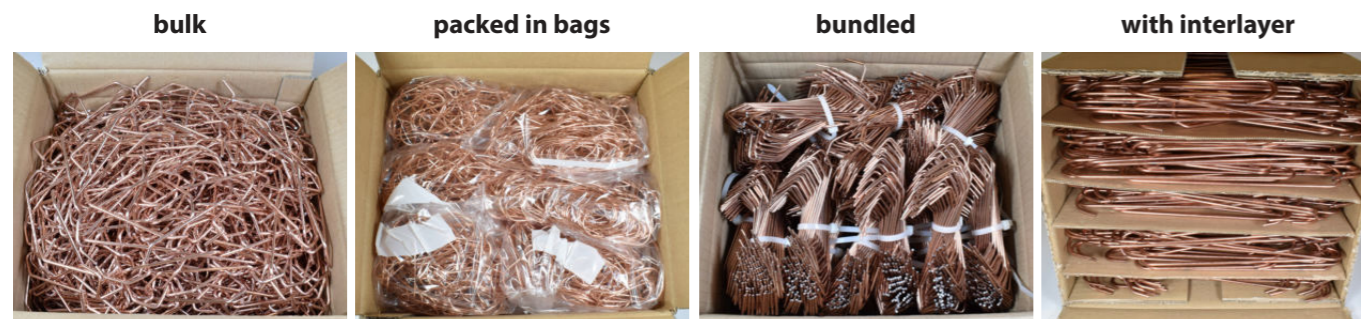 bulk
packed in bags
bundled
with interlayer